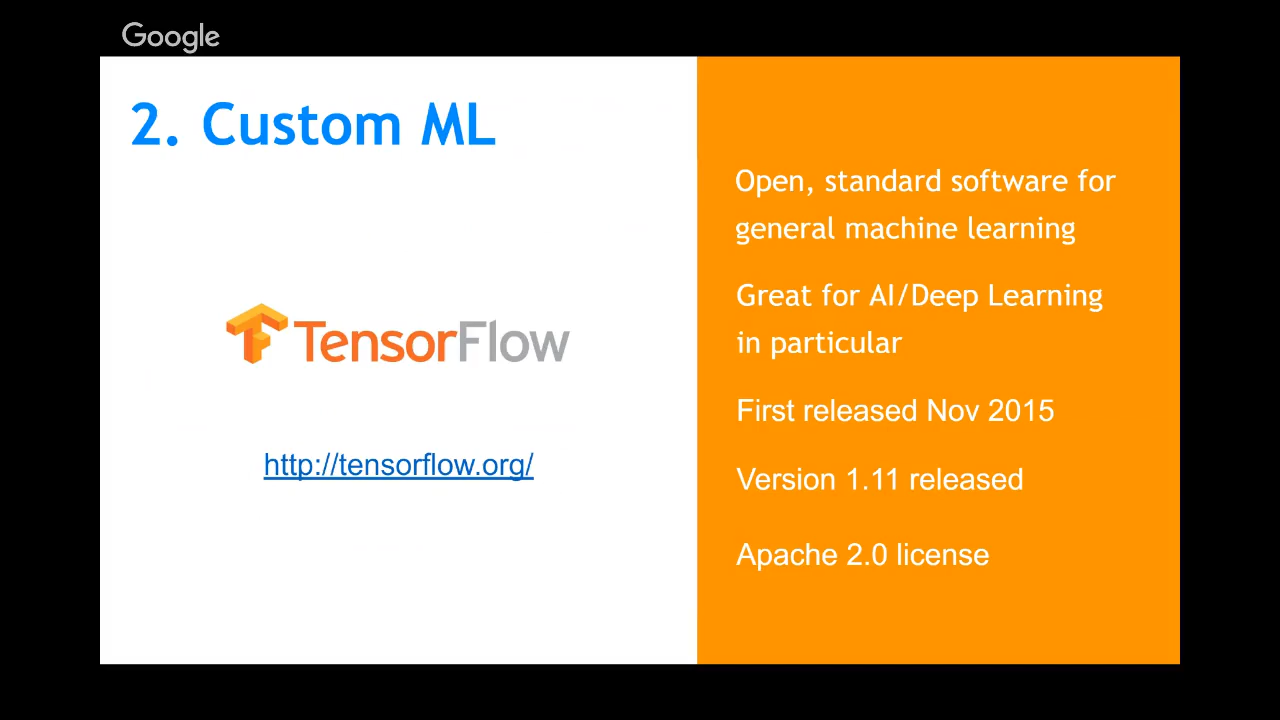 Google
2. Custom ML
TensorFlow
http://tensorflow.org/
Open, standard software for
general machine learning
Great for AI/Deep Learning
in particular
First released Nov 2015
Version 1.11 released
Apache 2.0 license